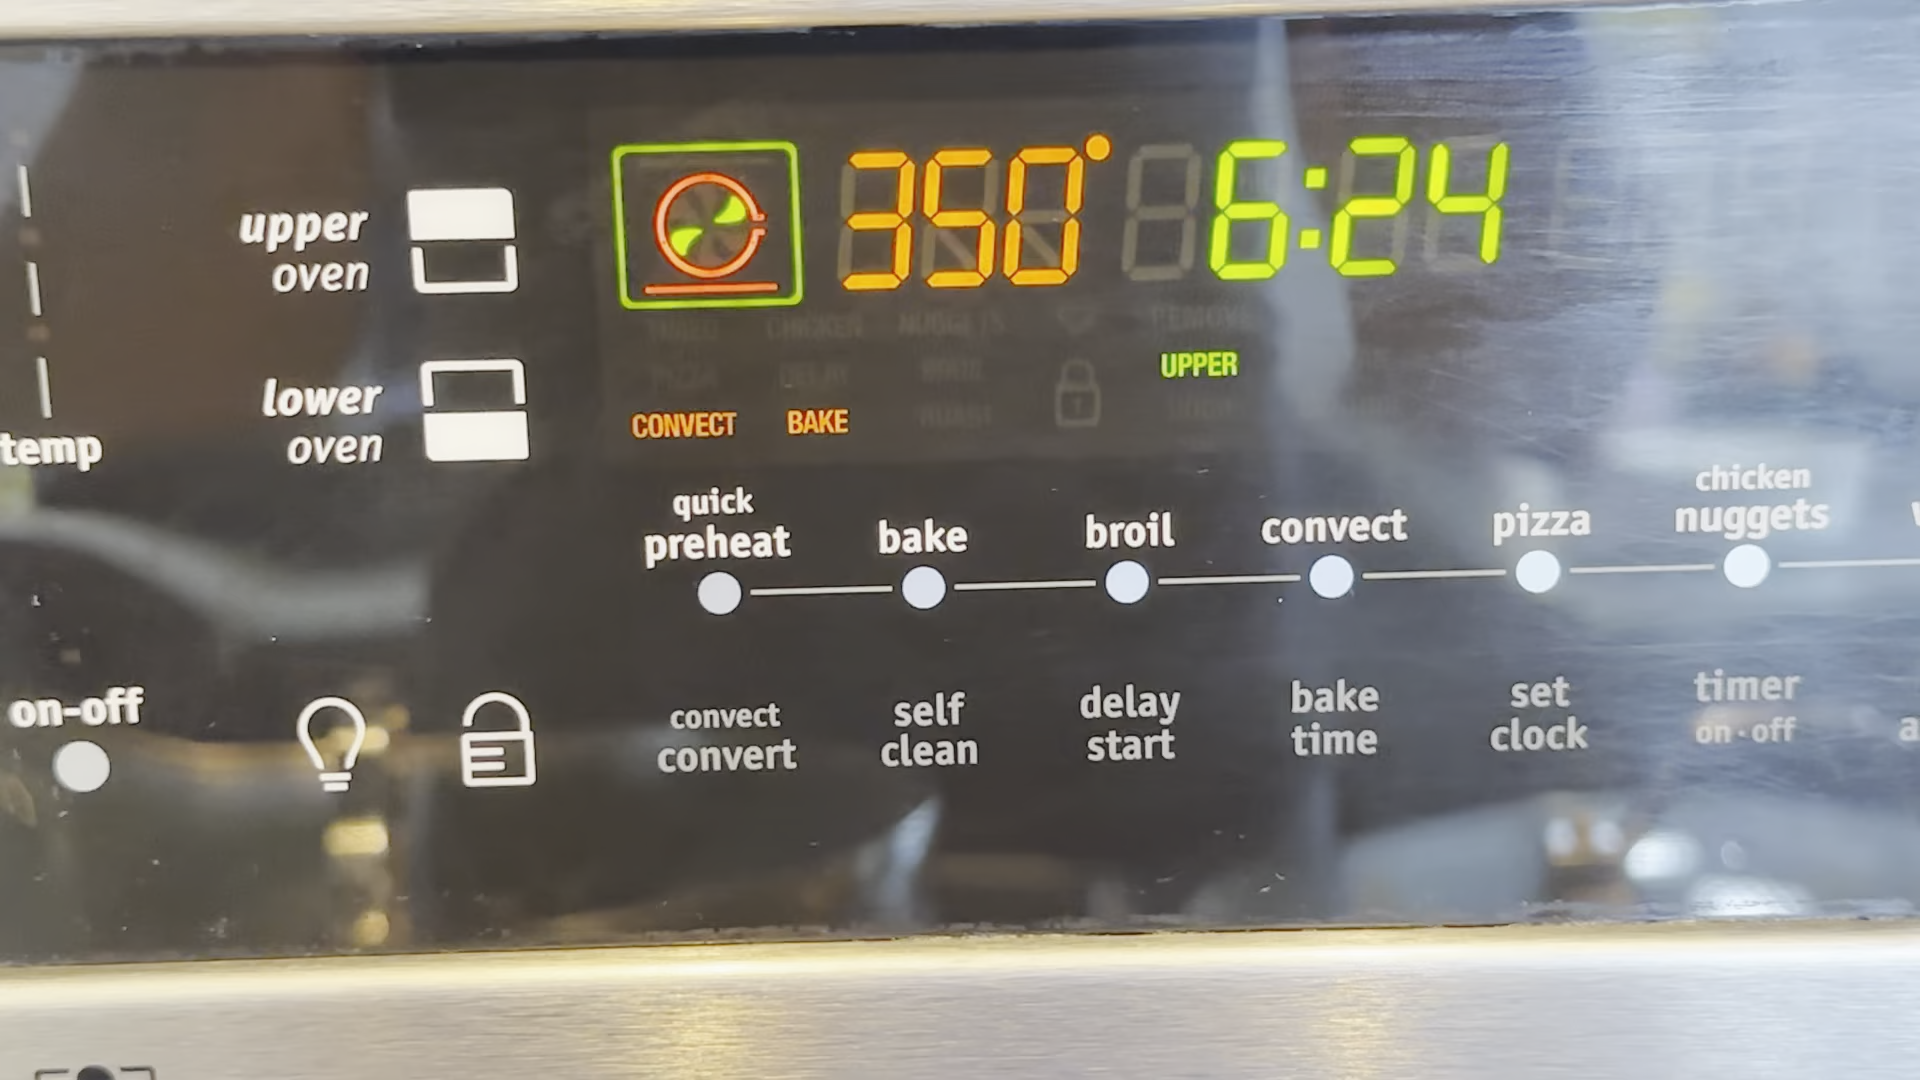 350° 6:24
upper
oven
UPPER
CONVECT BAKE
lower
oven
temp
quick
preheat
bake
broil
convect
pizza
chicken
nuggets
on-off
convect
convert
self
clean
delay
start
bake
time
set
clock
timer
on·off